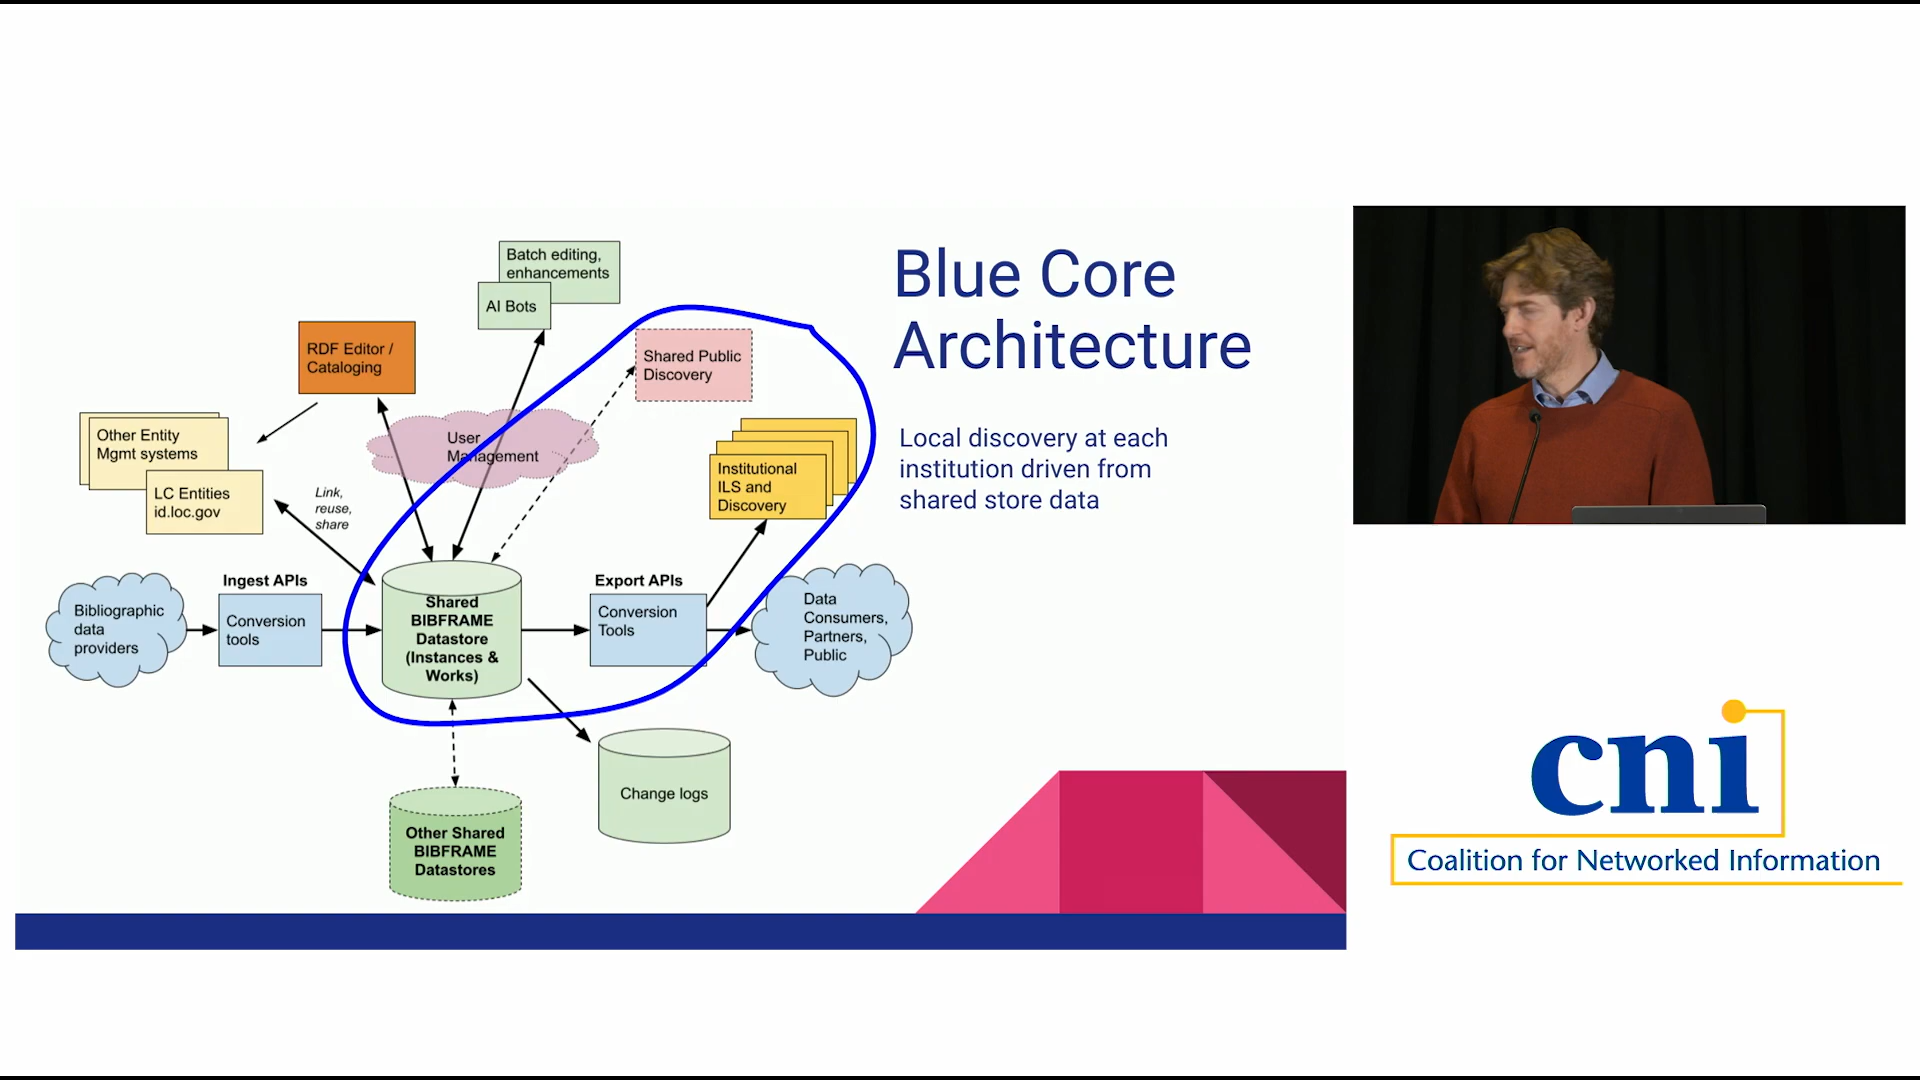 Blue Core
Architecture
Local discovery at each
institution driven from
shared store data
Batch editing,
enhancements
AI Bots
RDF Editor /
Cataloging
Shared Public
Discovery
User
Management
Other Entity
Mgmt systems
LC Entities
id.loc.gov
Link,
reuse,
share
Institutional
ILS and
Discovery
Bibliographic
data
providers
Ingest APIs
Conversion
tools
Shared
BIBFRAME
Datastore
(Instances &
Works)
Export APIs
Conversion
Tools
Data
Consumers,
Partners,
Public
Change logs
Other Shared
BIBFRAME
Datastores
cni
Coalition for Networked Information